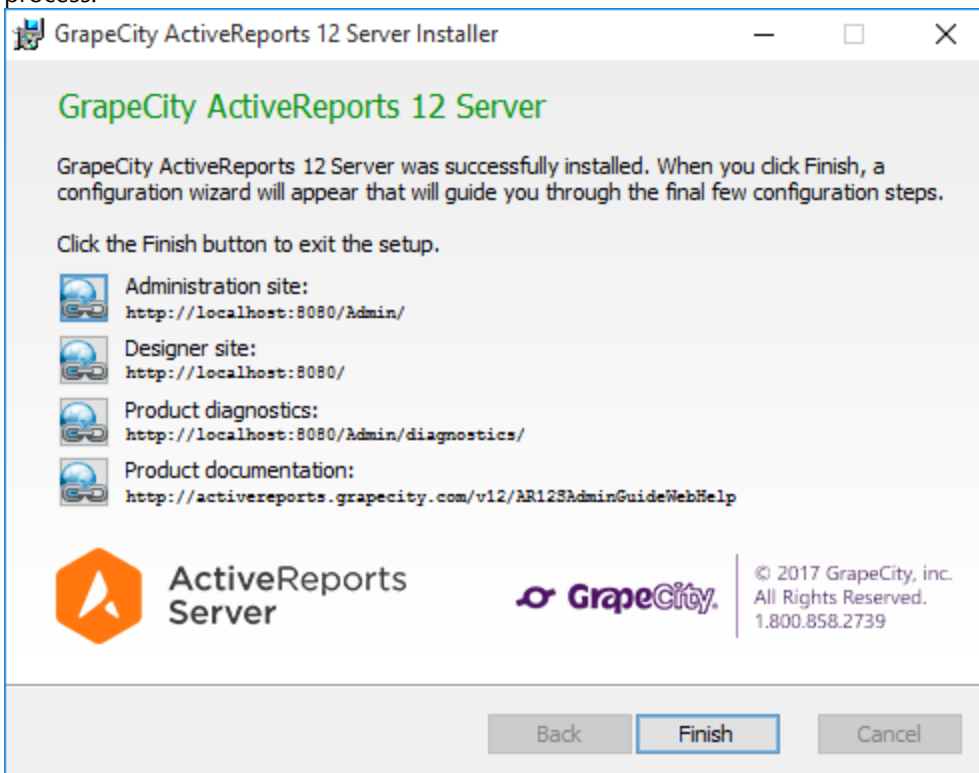 process.
GrapeCity ActiveReports 12 Server Installer
GrapeCity ActiveReports 12 Server
GrapeCity ActiveReports 12 Server was successfully installed. When you click Finish, a
configuration wizard will appear that will guide you through the final few configuration steps.
Click the Finish button to exit the setup.
Administration site:
http://localhost:8080/Admin/
Designer site:
http://localhost:8080/
Product diagnostics:
http://localhost:8080/Admin/diagnostics/
Product documentation:
http://activereports.grapecity.com/v12/AR12SAdminGuideWebHelp
ActiveReports
Server
GrapeCity.
© 2017 GrapeCity, inc.
All Rights Reserved.
1.800.858.2739
Back Finish Cancel